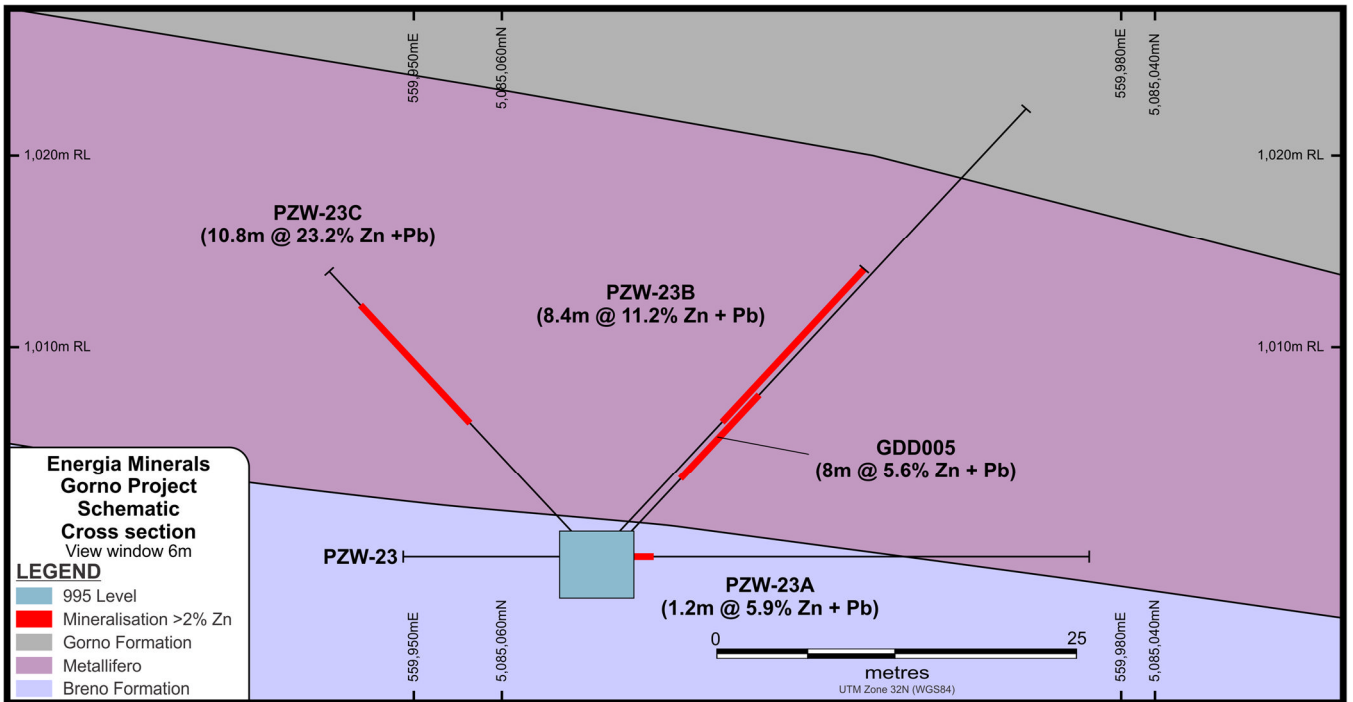 559,950mE
5,085,060mN
559,980mE
5,085,040mN
1,020m RL
1,020m RL
PZW-23C
(10.8m @ 23.2% Zn +Pb)
PZW-23B
(8.4m @ 11.2% Zn + Pb)
1,010m RL
1,010m RL
GDD005
(8m @ 5.6% Zn + Pb)
Energia Minerals
Gorno Project
Schematic
Cross section
View window 6m
LEGEND
995 Level
Mineralisation >2% Zn
Gorno Formation
Metallifero
Breno Formation
PZW-23
PZW-23A
(1.2m @ 5.9% Zn + Pb)
559,950mE
5,085,060mN
559,980mE
5,085,040mN
0 25
metres
UTM Zone 32N (WGS84)